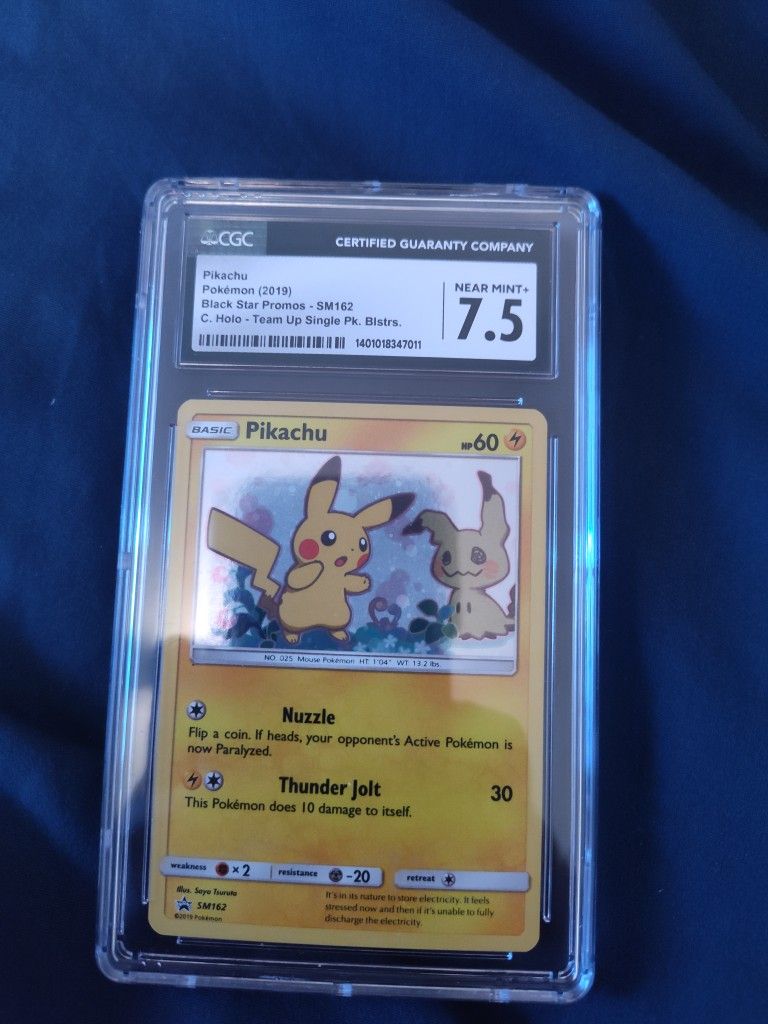 CGC
CERTIFIED GUARANTY COMPANY
Pikachu
Pokémon (2019)
Black Star Promos - SM162
C. Holo - Team Up Single Pk. Blstrs.
1401018347011
NEAR MINT+
7.5
BASIC Pikachu HP60
NO. 025 Mouse Pokémon HT: 1'04" WT: 13.2 lbs.
Nuzzle
Flip a coin. If heads, your opponent's Active Pokémon is
now Paralyzed.
Thunder Jolt 30
This Pokémon does 10 damage to itself.
weakness ×2 resistance -20 retreat
Illus. Saya Tsuruta
SM162
©2019 Pokémon
It's in its nature to store electricity. It feels
stressed now and then if it's unable to fully
discharge the electricity.